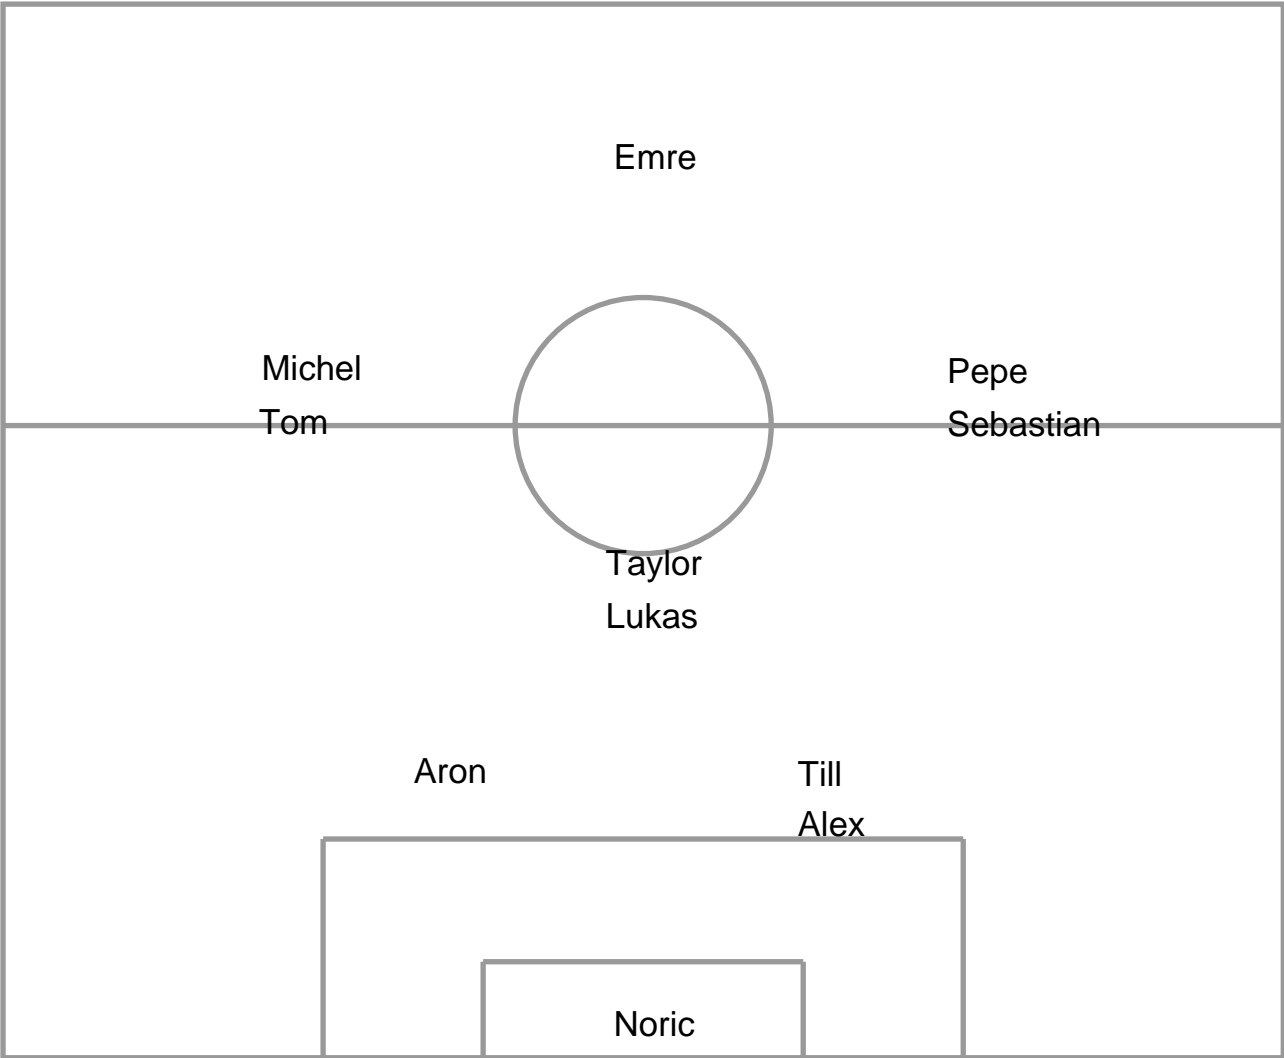 Emre
Michel
Tom
Pepe
Sebastian
Taylor
Lukas
Aron
Till
Alex
Noric